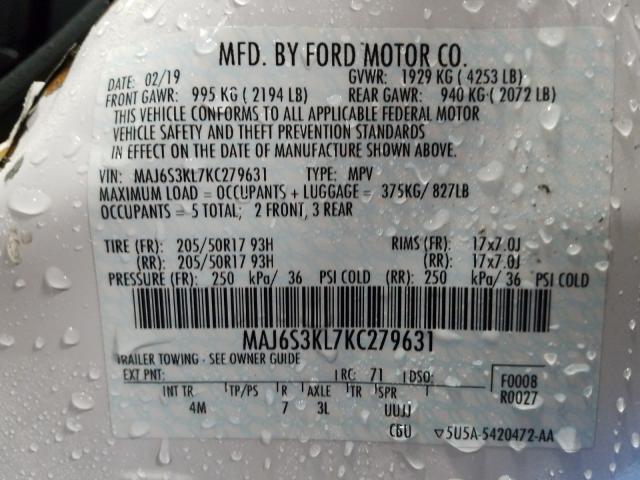 MFD. BY FORD MOTOR CO.
DATE: 02/19 GVWR: 1929 KG ( 4253 LB)
FRONT GAWR: 995 KG ( 2194 LB) REAR GAWR: 940 KG ( 2072 LB)
THIS VEHICLE CONFORMS TO ALL APPLICABLE FEDERAL MOTOR
VEHICLE SAFETY AND THEFT PREVENTION STANDARDS
IN EFFECT ON THE DATE OF MANUFACTURE SHOWN ABOVE.
VIN: MAJ6S3KL7KC279631 TYPE: MPV
MAXIMUM LOAD = OCCUPANTS + LUGGAGE = 375KG/ 827LB
OCCUPANTS = 5 TOTAL; 2 FRONT, 3 REAR
TIRE (FR): 205/50R17 93H RIMS (FR): 17x7.0J
(RR): 205/50R17 93H (RR): 17x7.0J
PRESSURE (FR): 250 kPa/ 36 PSI COLD (RR): 250 kPa/ 36 PSI COLD
MAJ6S3KL7KC279631
TRAILER TOWING - SEE OWNER GUIDE
EXT PNT: RC: 71 DSO: F0008
INT TR TP/PS R AXLE TR SPR R0027
4M 7 3L UUJJ
5U5A-5420472-AA